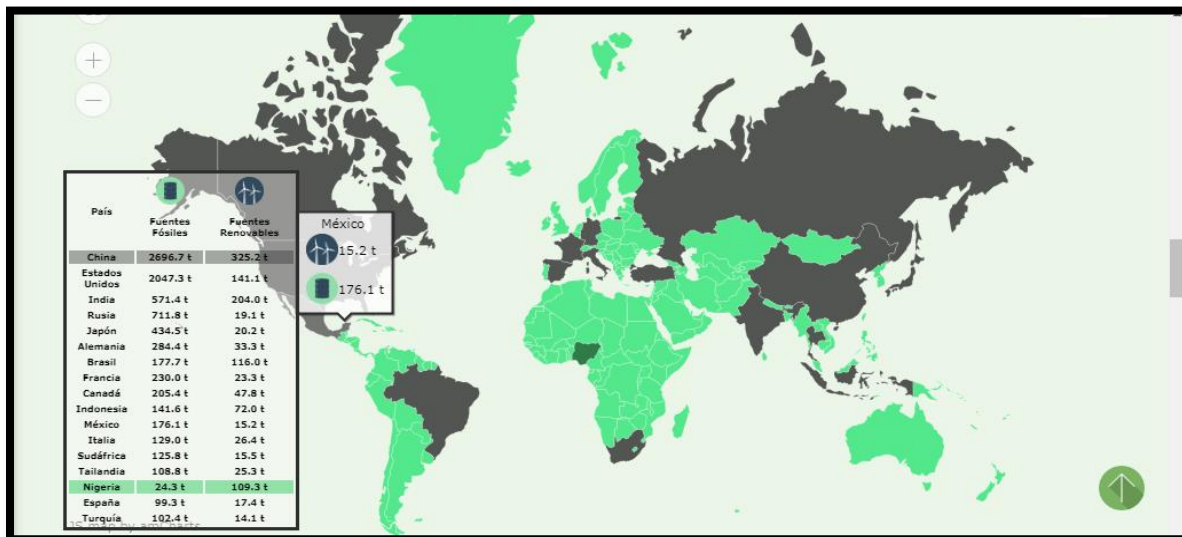 País
Fuentes Fósiles
Fuentes Renovables
China 2696.7 t 325.2 t
Estados Unidos 2047.3 t 141.1 t
India 571.4 t 204.0 t
Rusia 711.8 t 19.1 t
Japón 434.5 t 20.2 t
Alemania 284.4 t 33.3 t
Brasil 177.7 t 116.0 t
Francia 230.0 t 23.3 t
Canadá 205.4 t 47.8 t
Indonesia 141.6 t 72.0 t
México 176.1 t 15.2 t
Italia 129.0 t 26.4 t
Sudáfrica 125.8 t 15.5 t
Tailandia 108.8 t 25.3 t
Nigeria 24.3 t 109.3 t
España 99.3 t 17.4 t
Turquía 102.4 t 14.1 t
JS map by amCharts
México
15.2 t
176.1 t